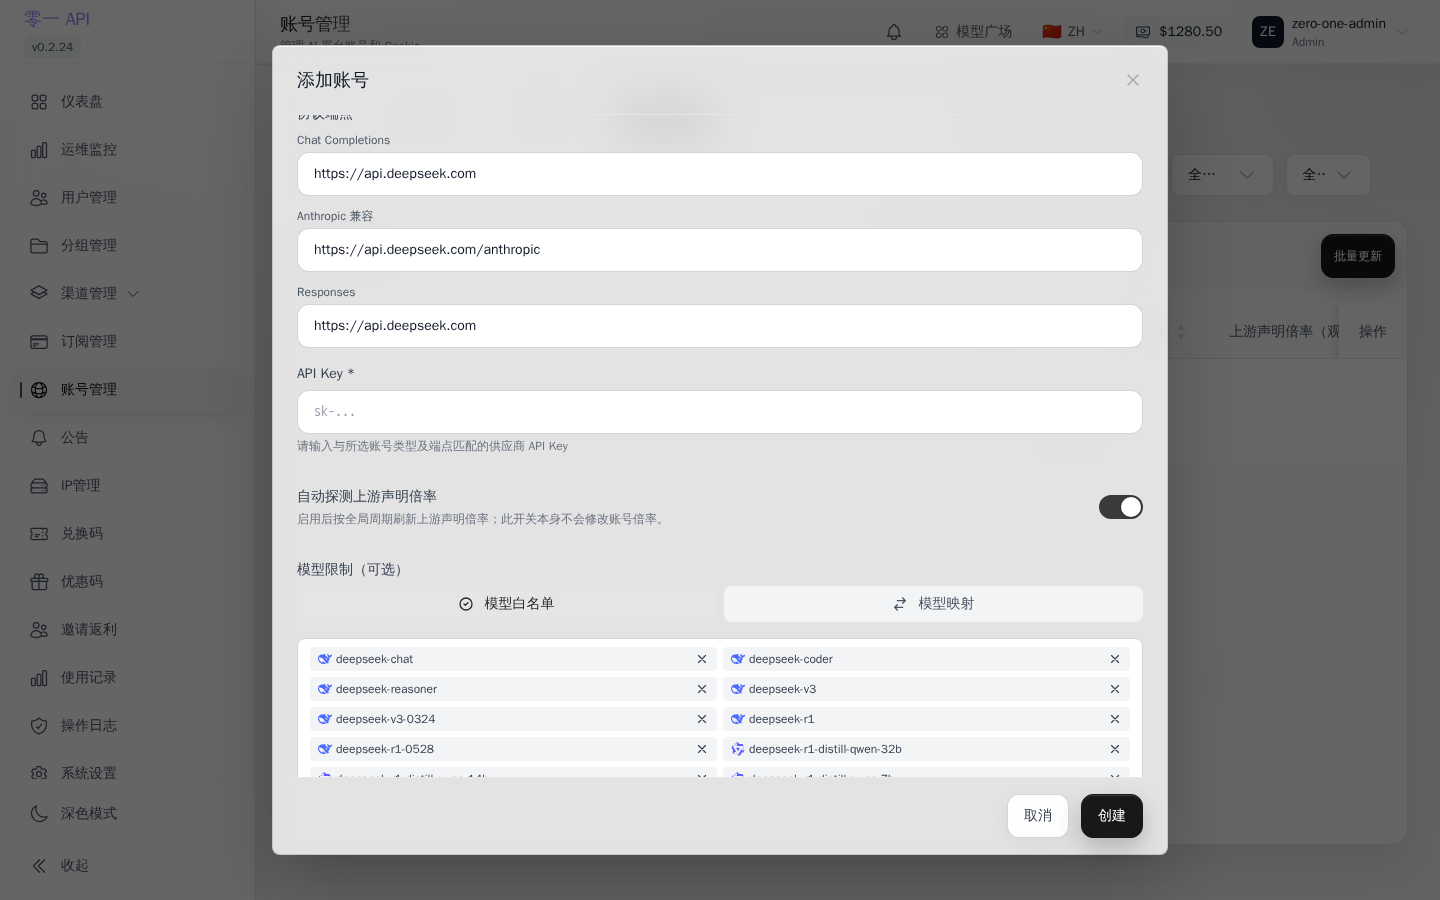 零一 API
v0.2.24
仪表盘
运维监控
用户管理
分组管理
渠道管理
订阅管理
账号管理
公告
IP管理
兑换码
优惠码
邀请返利
使用记录
操作日志
系统设置
深色模式
收起
账号管理
模型广场
🇨🇳 ZH
$1280.50
ZE
zero-one-admin
Admin
全…
全…
批量更新
上游声明倍率（观
操作
添加账号
协议端点
Chat Completions
https://api.deepseek.com
Anthropic 兼容
https://api.deepseek.com/anthropic
Responses
https://api.deepseek.com
API Key *
sk-...
请输入与所选账号类型及端点匹配的供应商 API Key
自动探测上游声明倍率
启用后按全局周期刷新上游声明倍率；此开关本身不会修改账号倍率。
模型限制（可选）
模型白名单
模型映射
deepseek-chat
deepseek-coder
deepseek-reasoner
deepseek-v3
deepseek-v3-0324
deepseek-r1
deepseek-r1-0528
deepseek-r1-distill-qwen-32b
取消
创建